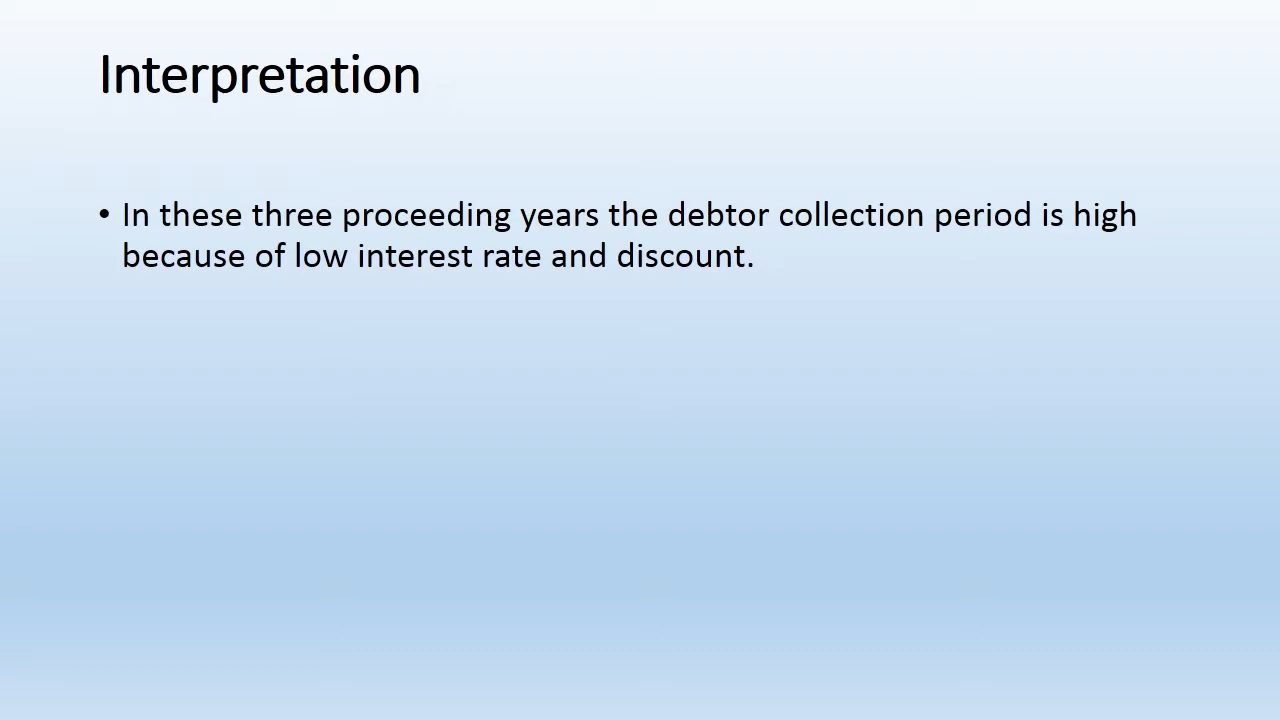 Interpretation
• In these three proceeding years the debtor collection period is high
because of low interest rate and discount.